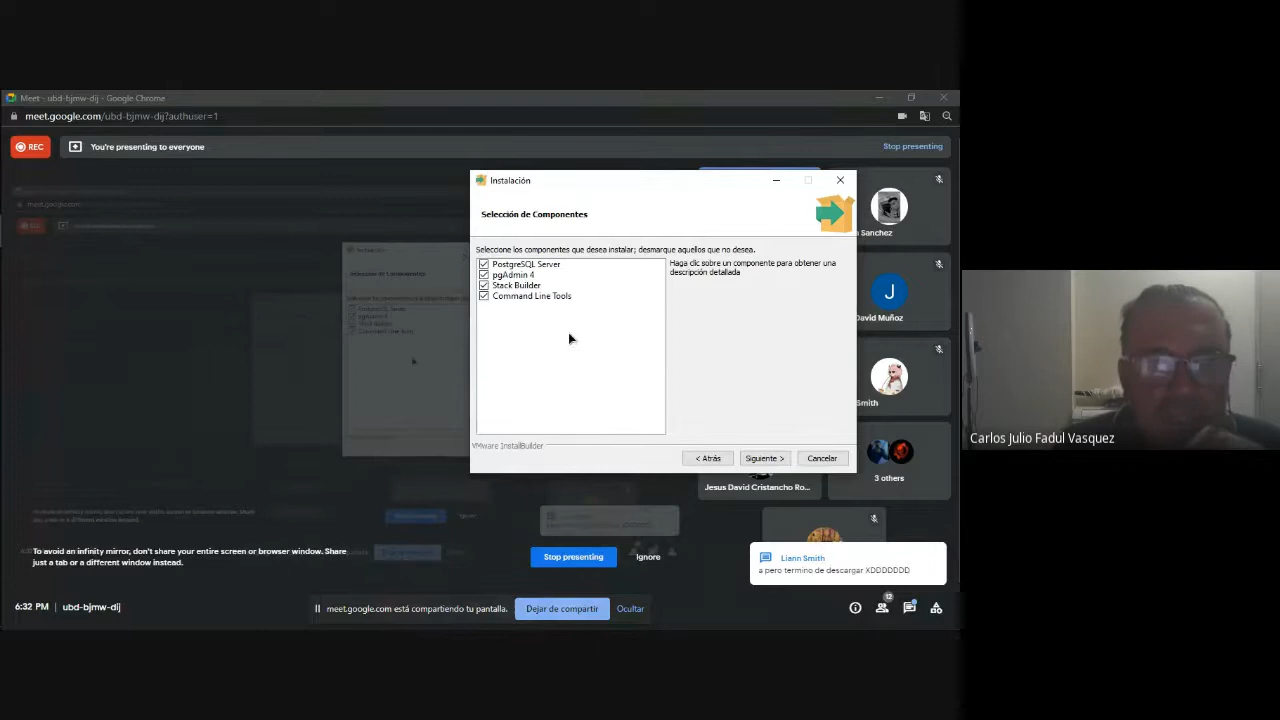 Meet - ubd-bjmw-dij - Google Chrome
meet.google.com/ubd-bjmw-dij?authuser=1
REC
You're presenting to everyone
Stop presenting
Instalación
Selección de Componentes
Seleccione los componentes que desea instalar; desmarque aquellos que no desea.
PostgreSQL Server
pgAdmin 4
Stack Builder
Command Line Tools
Haga clic sobre un componente para obtener una
descripción detallada
VMware InstallBuilder
< Atrás
Siguiente >
Cancelar
Sanchez
J
David Muñoz
Smith
3 others
Jesus David Cristancho Ro...
Carlos Julio Fadul Vasquez
To avoid an infinity mirror, don't share your entire screen or browser window. Share
just a tab or a different window instead.
Stop presenting
Ignore
Liann Smith
a pero termino de descargar XDDDDDDD
6:32 PM | ubd-bjmw-dij
meet.google.com está compartiendo tu pantalla.
Dejar de compartir
Ocultar
12